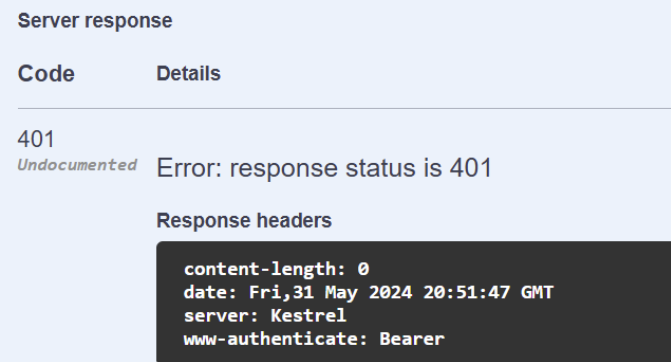 Server response
Code Details
401
Undocumented
Error: response status is 401
Response headers
content-length: 0
date: Fri,31 May 2024 20:51:47 GMT
server: Kestrel
www-authenticate: Bearer